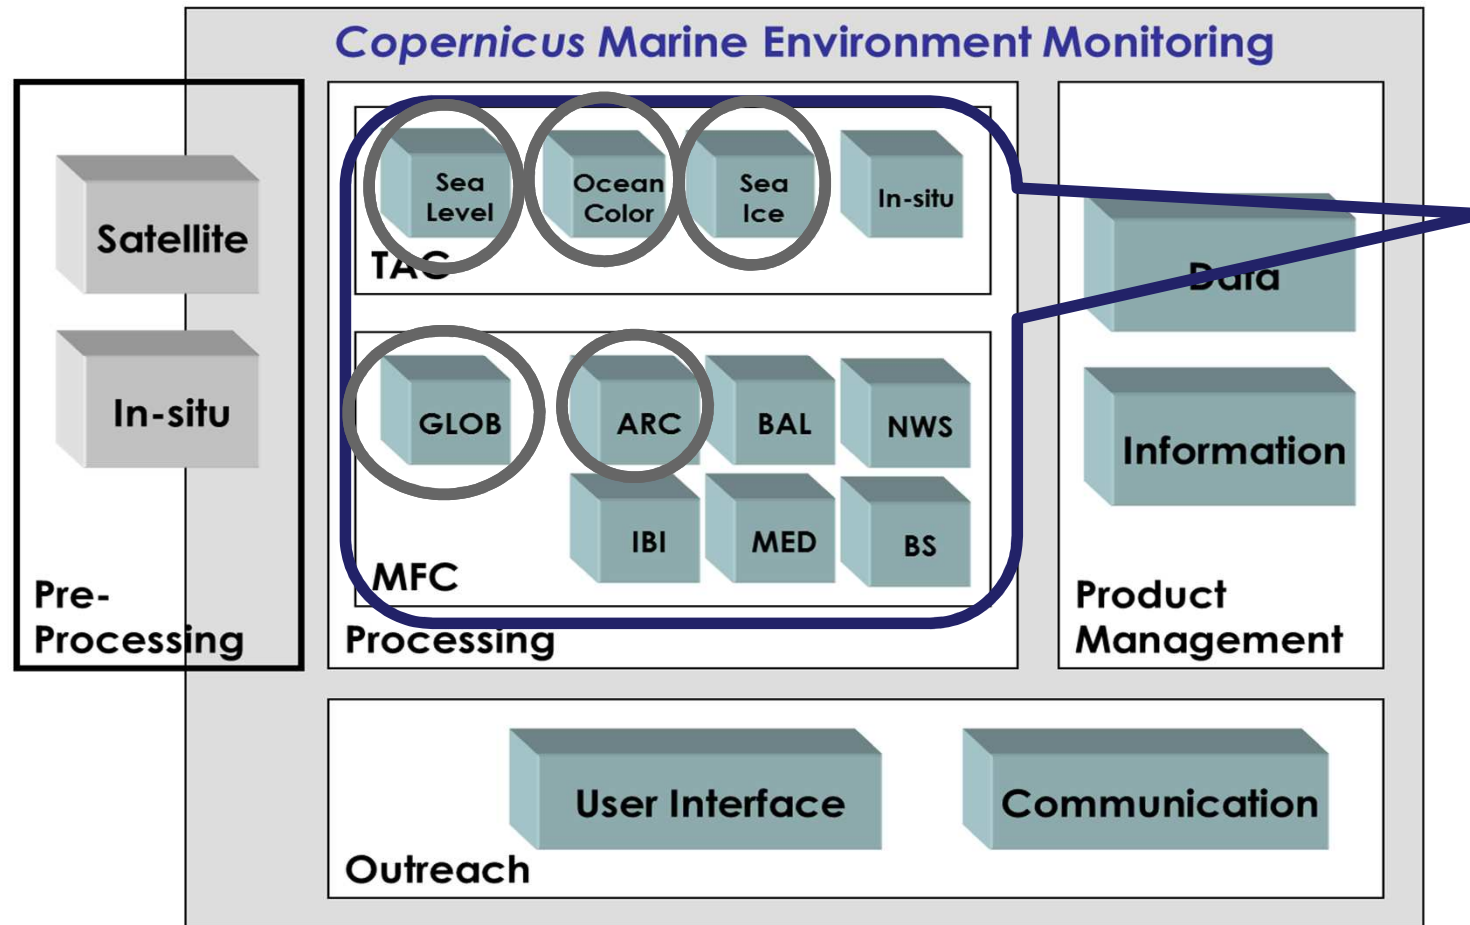 Copernicus Marine Environment Monitoring
Satellite
In-situ
Pre-
Processing
Sea
Level
Ocean
Color
Sea
Ice
In-situ
TAC
GLOB
ARC
BAL
NWS
IBI
MED
BS
MFC
Processing
Data
Information
Product
Management
User Interface
Communication
Outreach